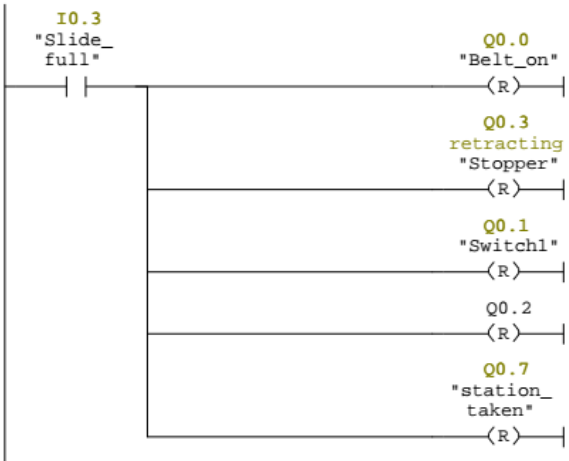 I0.3
"Slide_
full"
Q0.0
"Belt_on"
(R)
Q0.3
retracting
"Stopper"
(R)
Q0.1
"Switch1"
(R)
Q0.2
(R)
Q0.7
"station_
taken"
(R)